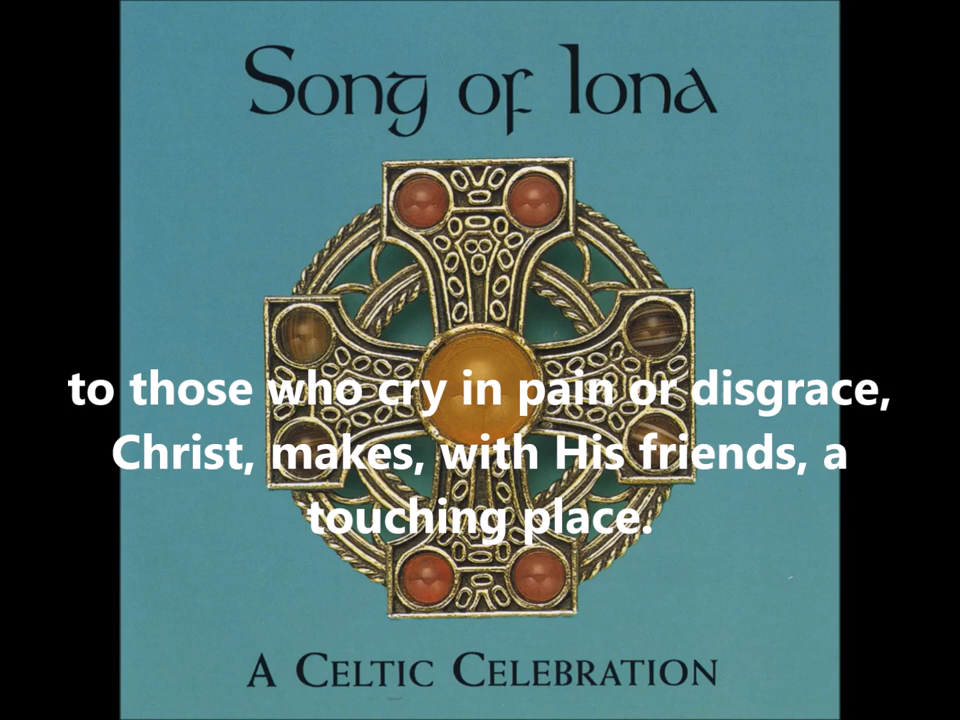 Song of Iona
to those who cry in pain or disgrace,
Christ, makes, with His friends, a
touching place.
A Celtic Celebration